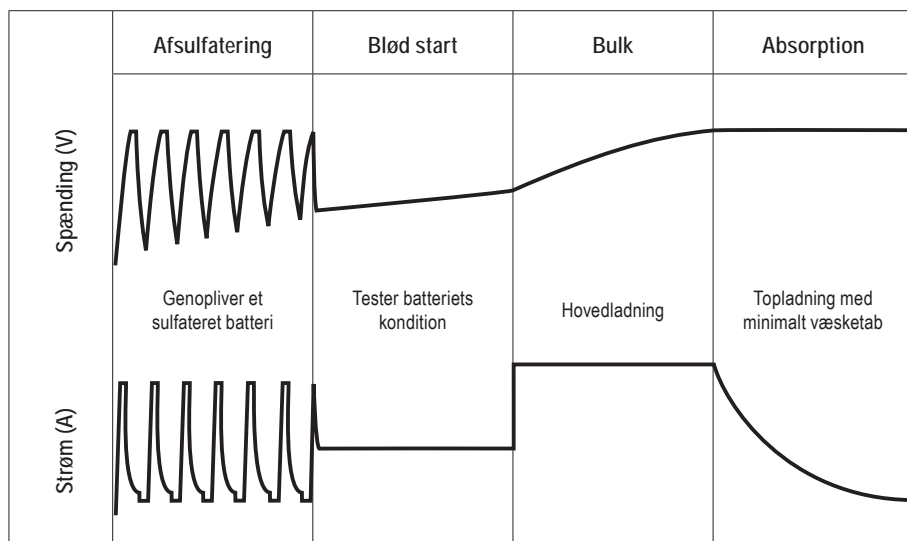 Afsulfatering
Blød start
Bulk
Absorption
Spænding (V)
Genopliver et
sulfateret batteri
Tester batteriets
kondition
Hovedladning
Topladning med
minimalt væsketab
Strøm (A)